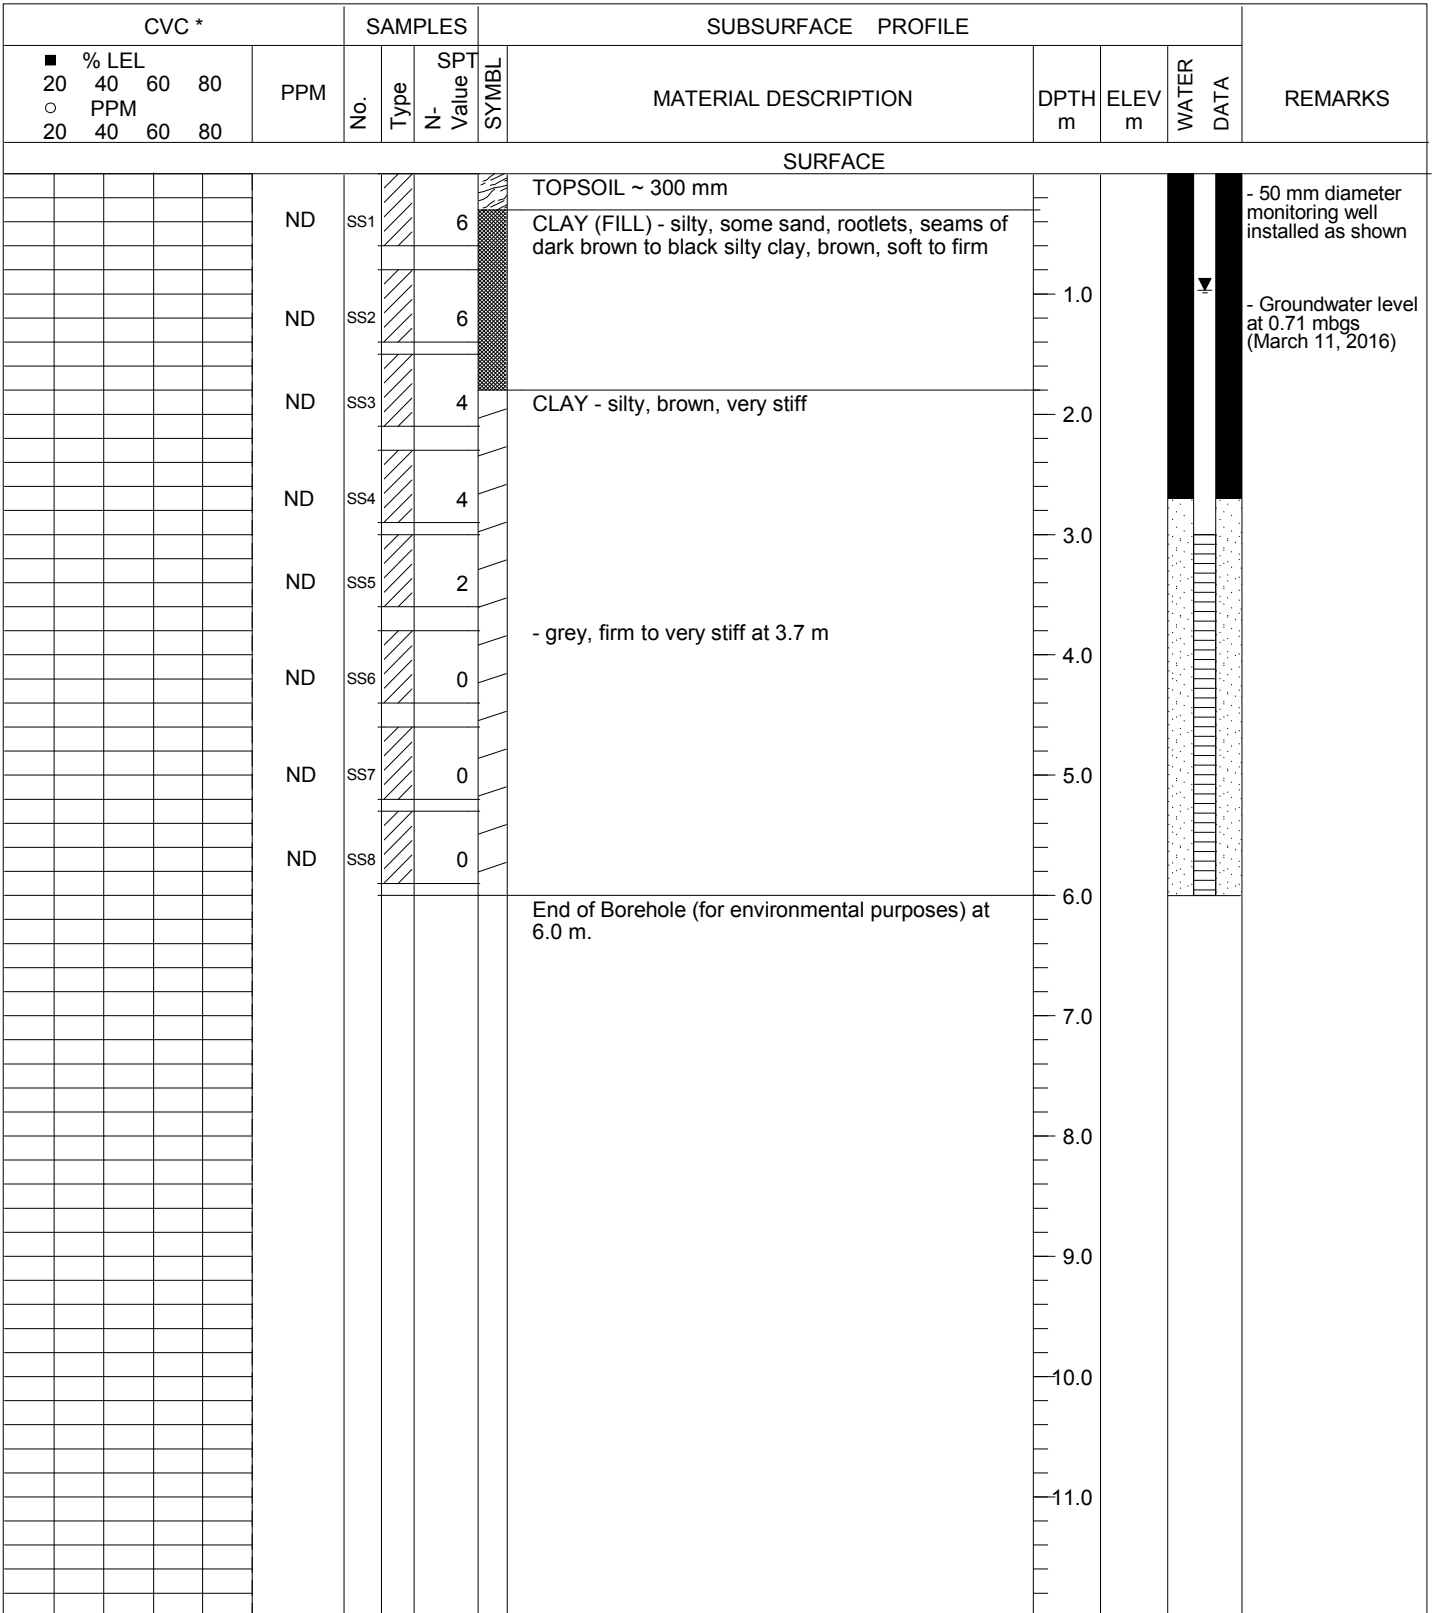 CVC *
SAMPLES
SUBSURFACE PROFILE
■ % LEL
20 40 60 80
○ PPM
20 40 60 80
PPM
No.
Type
SPT
N-
Value
SYMBL
MATERIAL DESCRIPTION
DPTH
m
ELEV
m
WATER
DATA
REMARKS
SURFACE
TOPSOIL ~ 300 mm
- 50 mm diameter
monitoring well
installed as shown
ND SS1 6
CLAY (FILL) - silty, some sand, rootlets, seams of
dark brown to black silty clay, brown, soft to firm
1.0
- Groundwater level
at 0.71 mbgs
(March 11, 2016)
ND SS2 6
ND SS3 4
CLAY - silty, brown, very stiff
2.0
ND SS4 4
3.0
ND SS5 2
- grey, firm to very stiff at 3.7 m
4.0
ND SS6 0
ND SS7 0
5.0
ND SS8 0
6.0
End of Borehole (for environmental purposes) at
6.0 m.
7.0
8.0
9.0
10.0
11.0